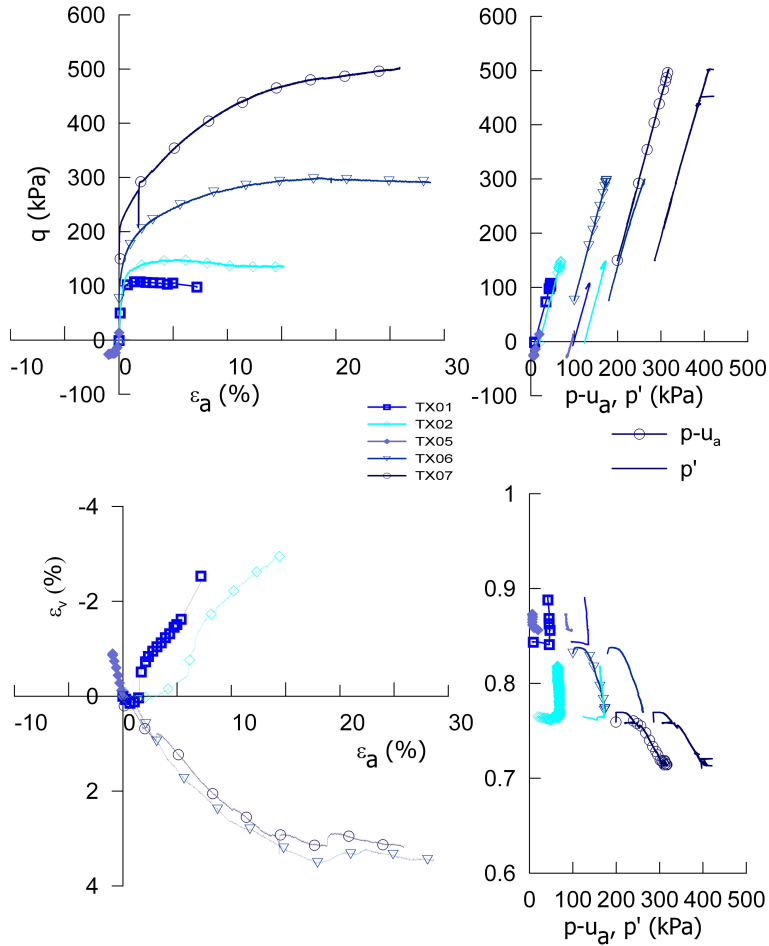 600
500
400
300
200
100
0
-100
q (kPa)
-10 0 10 20 30
εa (%)
600
500
400
300
200
100
0
-100
0 100 200 300 400 500
p-ua, p' (kPa)
TX01
TX02
TX05
TX06
TX07
p-ua
p'
-4
-2
0
2
4
εv (%)
-10 0 10 20 30
εa (%)
1
0.9
0.8
0.7
0.6
0 100 200 300 400 500
p-ua, p' (kPa)